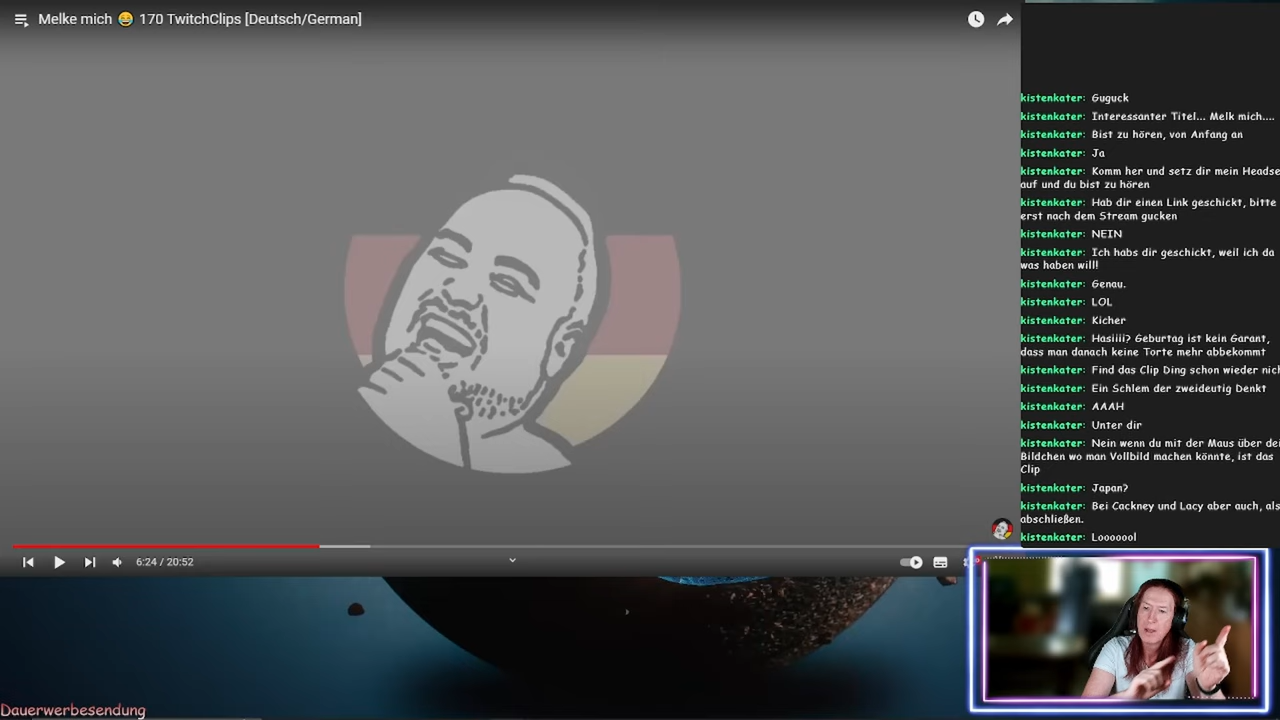 Melke mich 😂 170 TwitchClips [Deutsch/German]
kistenkater: Guguck
kistenkater: Interessanter Titel... Melk mich....
kistenkater: Bist zu hören, von Anfang an
kistenkater: Ja
kistenkater: Komm her und setz dir mein Headse
auf und du bist zu hören
kistenkater: Hab dir einen Link geschickt, bitte
erst nach dem Stream gucken
kistenkater: NEIN
kistenkater: Ich habs dir geschickt, weil ich da
was haben will!
kistenkater: Genau.
kistenkater: LOL
kistenkater: Kicher
kistenkater: Hasiiii? Geburtag ist kein Garant,
dass man danach keine Torte mehr abbekommt
kistenkater: Find das Clip Ding schon wieder nich
kistenkater: Ein Schlem der zweideutig Denkt
kistenkater: AAAH
kistenkater: Unter dir
kistenkater: Nein wenn du mit der Maus über de
Bildchen wo man Vollbild machen könnte, ist das
Clip
kistenkater: Japan?
kistenkater: Bei Cackney und Lacy aber auch, als
abschließen.
kistenkater: Looooool
6:24 / 20:52
Dauerwerbesendung